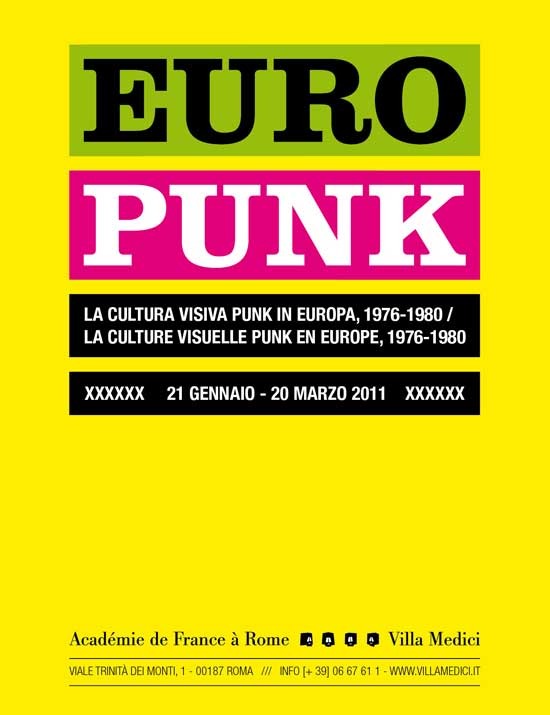 EURO
PUNK
LA CULTURA VISIVA PUNK IN EUROPA, 1976-1980 /
LA CULTURE VISUELLE PUNK EN EUROPE, 1976-1980
XXXXXX 21 GENNAIO - 20 MARZO 2011 XXXXXX
Académie de France à Rome Villa Medici
VIALE TRINITÀ DEI MONTI, 1 - 00187 ROMA /// INFO [+ 39] 06 67 61 1 - WWW.VILLAMEDICI.IT